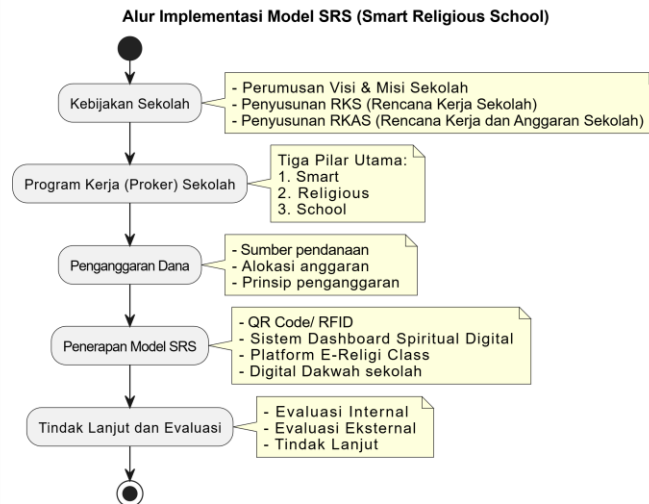 Alur Implementasi Model SRS (Smart Religious School)
Kebijakan Sekolah
- Perumusan Visi & Misi Sekolah
- Penyusunan RKS (Rencana Kerja Sekolah)
- Penyusunan RKAS (Rencana Kerja dan Anggaran Sekolah)
Program Kerja (Proker) Sekolah
Tiga Pilar Utama:
1. Smart
2. Religious
3. School
Penganggaran Dana
- Sumber pendanaan
- Alokasi anggaran
- Prinsip penganggaran
Penerapan Model SRS
- QR Code/ RFID
- Sistem Dashboard Spiritual Digital
- Platform E-Religi Class
- Digital Dakwah sekolah
Tindak Lanjut dan Evaluasi
- Evaluasi Internal
- Evaluasi Eksternal
- Tindak Lanjut